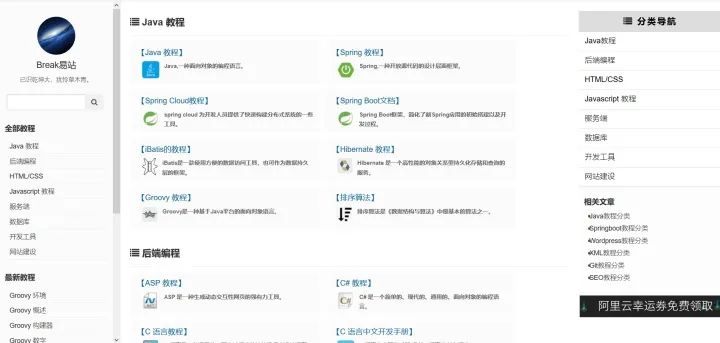 Break易站
已识乾坤大，犹怜草木青。
全部教程
Java 教程
后端编程
HTML/CSS
Javascript 教程
服务端
数据库
开发工具
网站建设
最新教程
Groovy 环境
Groovy 概述
Groovy 构建器
Groovy 数字
Java 教程
【Java 教程】
Java,一种面向对象的编程语言。
【Spring 教程】
Spring,一种开放源代码的设计层面框架。
【Spring Cloud教程】
spring cloud 为开发人员提供了快速构建分布式系统的一些
工具。
【Spring Boot文档】
Spring Boot框架、简化了新Spring应用的初始搭建以及开
发过程。
【iBatis的教程】
iBatis是一款使用方便的数据访问工具，也可作为数据持久
层的框架。
【Hibernate 教程】
Hibernate 是一个高性能的对象关系型持久化存储和查询的
服务。
【Groovy 教程】
Groovy是一种基于Java平台的面向对象语言。
【排序算法】
排序算法是《数据结构与算法》中最基本的算法之一。
后端编程
【ASP 教程】
ASP 是一种生成动态交互性网页的强有力工具。
【C# 教程】
C# 是一个简单的、现代的、通用的、面向对象的编程语
言。
【C 语言教程】
【C 语言中文开发手册】
分类导航
Java教程
后端编程
HTML/CSS
Javascript 教程
服务端
数据库
开发工具
网站建设
相关文章
Java教程分类
Springboot教程分类
Wordpress教程分类
XML教程分类
Git教程分类
SEO教程分类
阿里云幸运券免费领取